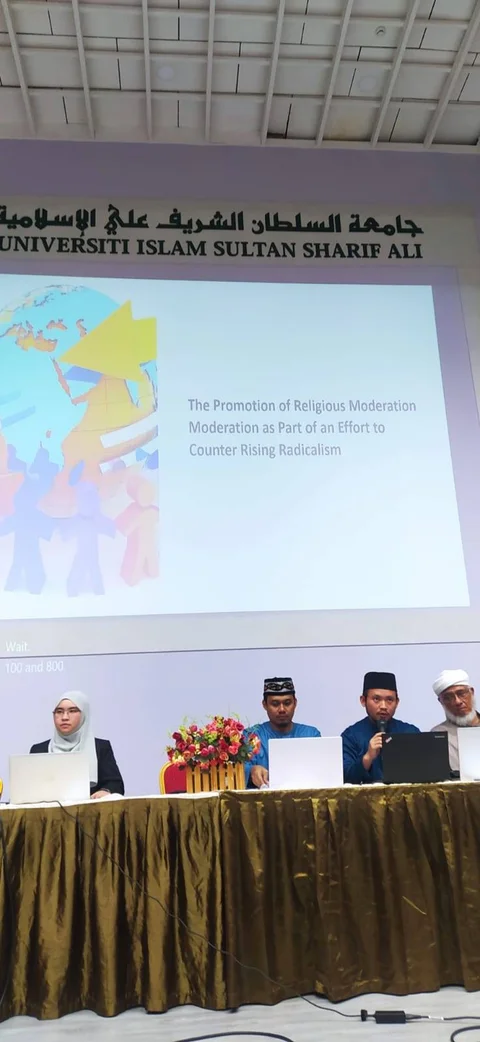 جامعة السلطان الشريف علي الإسلامية
UNIVERSITI ISLAM SULTAN SHARIF ALI
The Promotion of Religious Moderation
Moderation as Part of an Effort to
Counter Rising Radicalism
Wait.
100 and 800